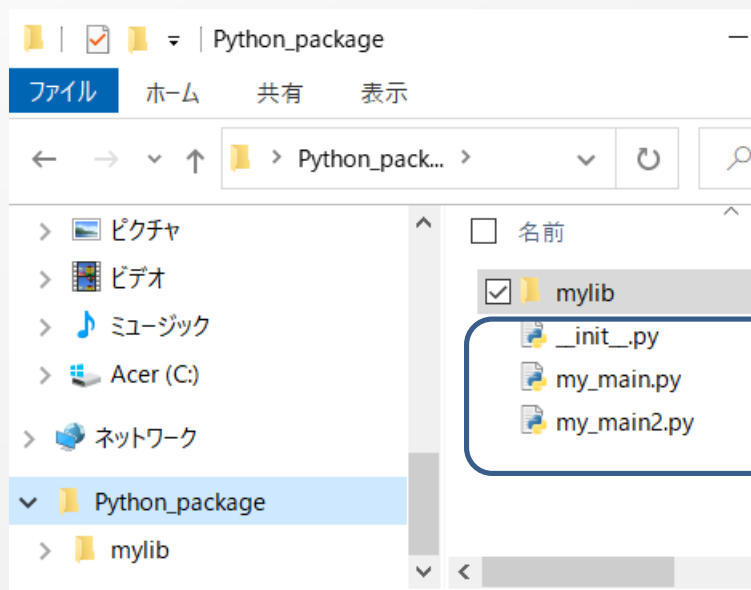 Python_package
ファイル ホーム 共有 表示
Python_pack...
ピクチャ
ビデオ
ミュージック
Acer (C:)
ネットワーク
Python_package
mylib
名前
mylib
__init__.py
my_main.py
my_main2.py